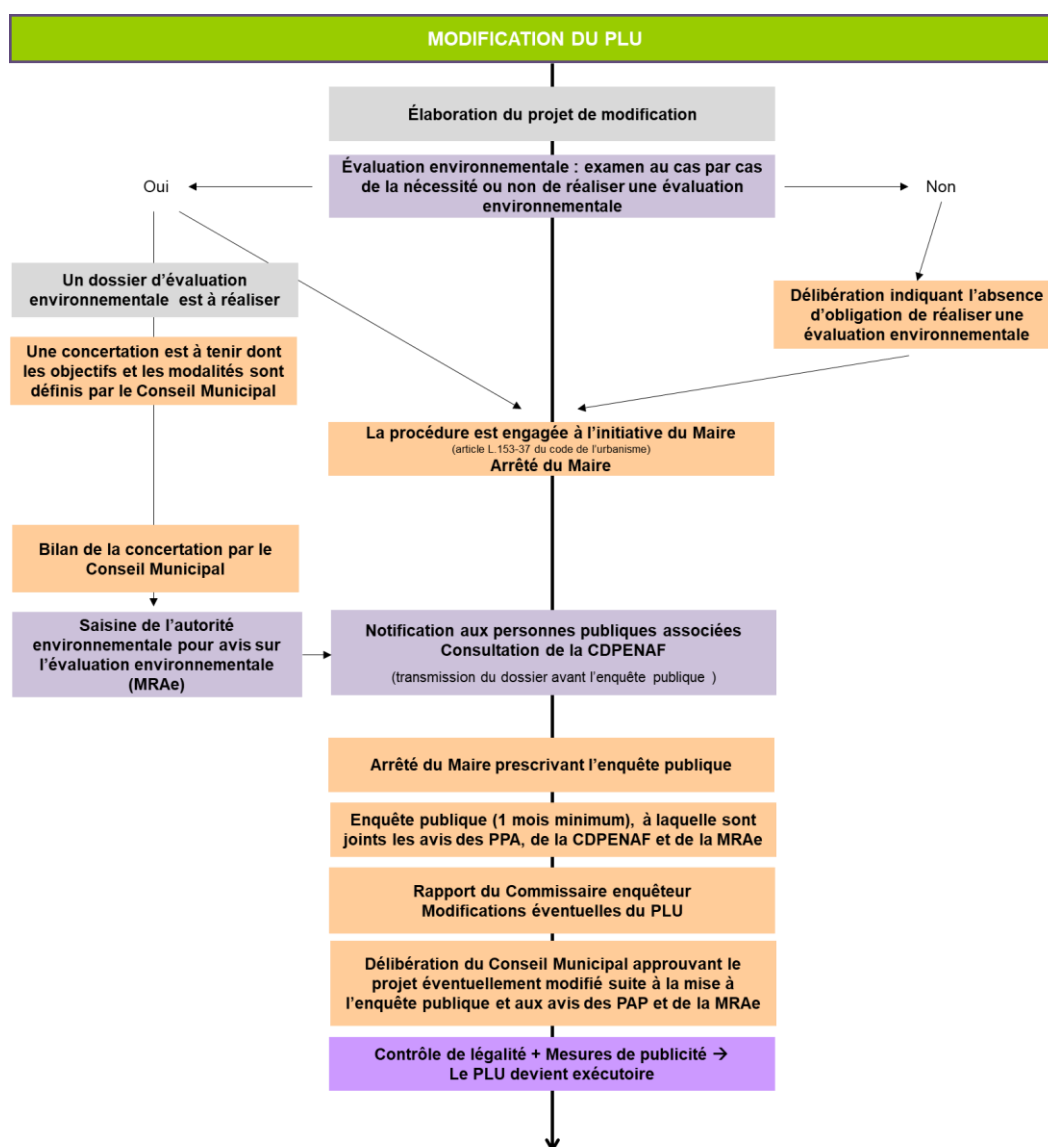 MODIFICATION DU PLU
Élaboration du projet de modification
Évaluation environnementale : examen au cas par cas
de la nécessité ou non de réaliser une évaluation
environnementale
Oui
Non
Un dossier d’évaluation
environnementale est à réaliser
Délibération indiquant l’absence
d’obligation de réaliser une
évaluation environnementale
Une concertation est à tenir dont
les objectifs et les modalités sont
définis par le Conseil Municipal
La procédure est engagée à l’initiative du Maire
(article L.153-37 du code de l’urbanisme)
Arrêté du Maire
Bilan de la concertation par le
Conseil Municipal
Saisine de l’autorité
environnementale pour avis sur
l’évaluation environnementale
(MRAe)
Notification aux personnes publiques associées
Consultation de la CDPENAF
(transmission du dossier avant l’enquête publique )
Arrêté du Maire prescrivant l’enquête publique
Enquête publique (1 mois minimum), à laquelle sont
joints les avis des PPA, de la CDPENAF et de la MRAe
Rapport du Commissaire enquêteur
Modifications éventuelles du PLU
Délibération du Conseil Municipal approuvant le
projet éventuellement modifié suite à la mise à
l’enquête publique et aux avis des PAP et de la MRAe
Contrôle de légalité + Mesures de publicité →
Le PLU devient exécutoire